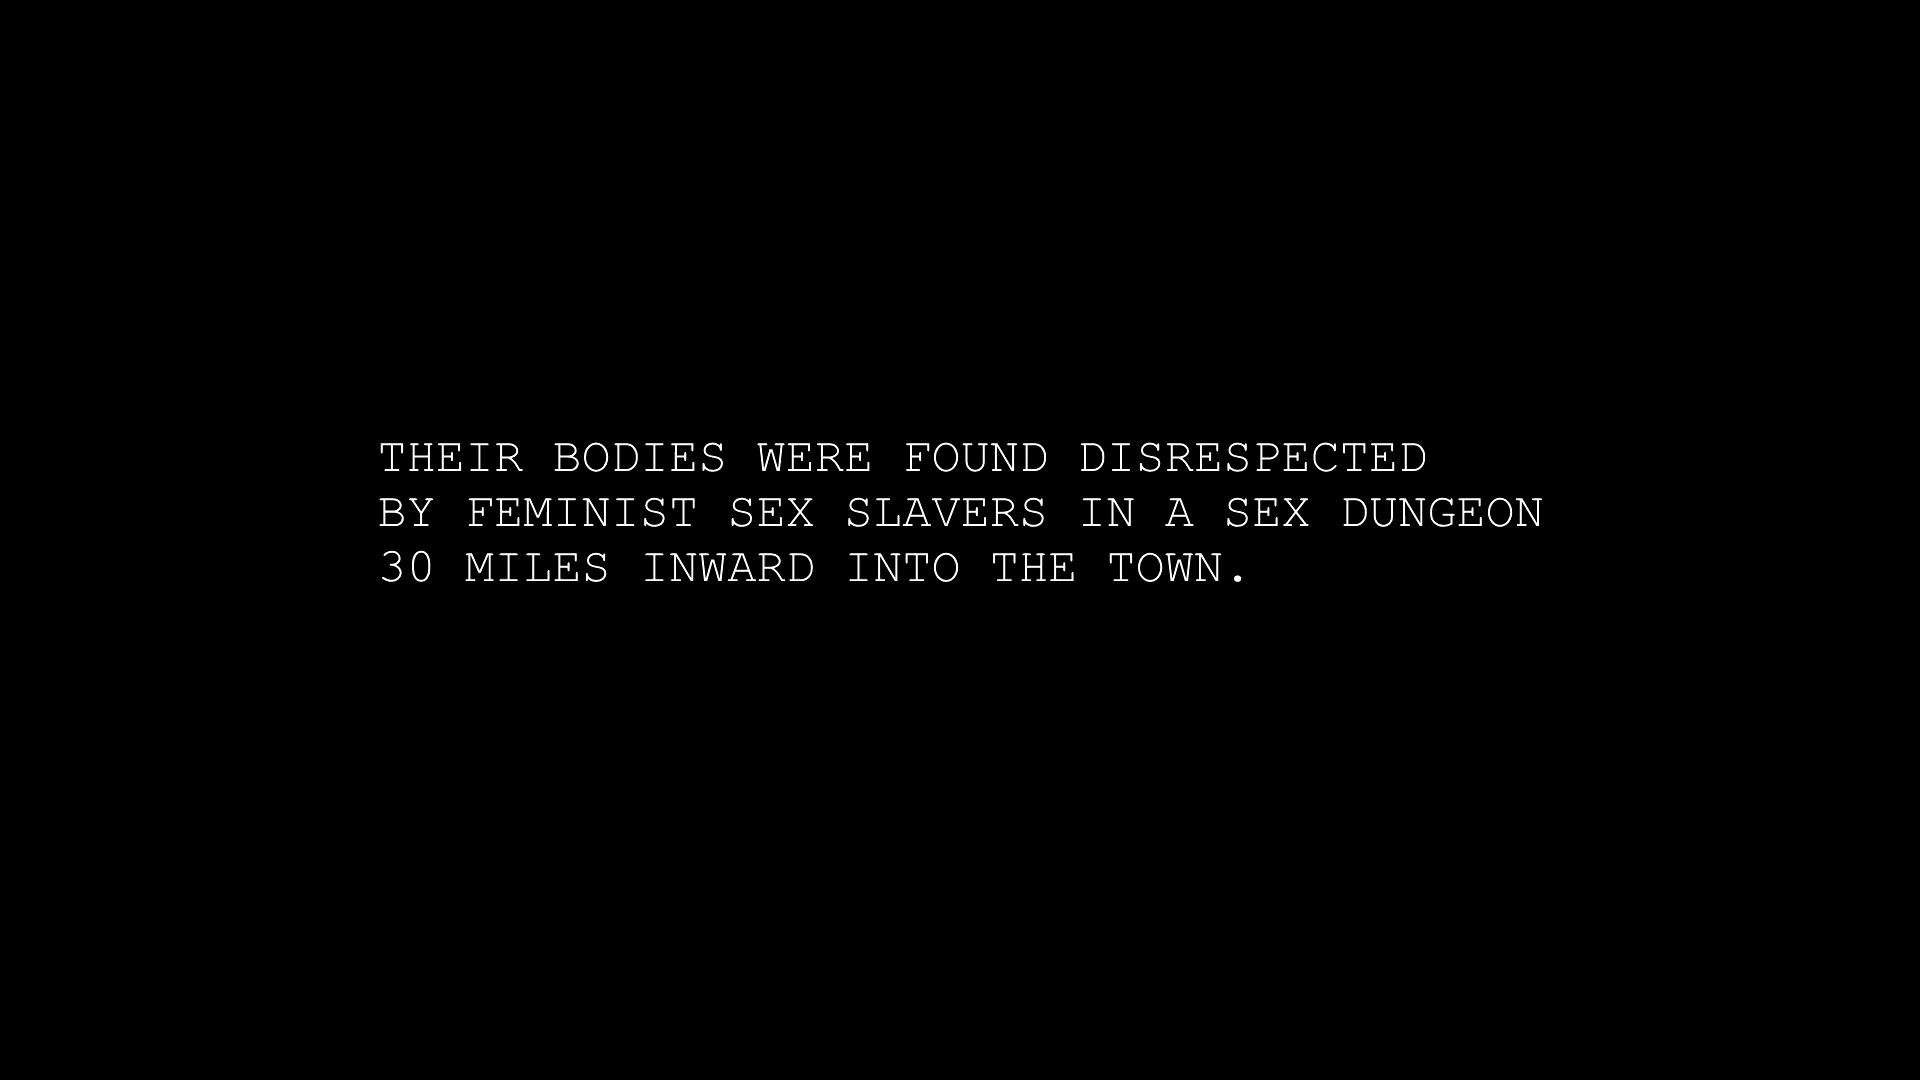 THEIR BODIES WERE FOUND DISRESPECTED
BY FEMINIST SEX SLAVERS IN A SEX DUNGEON
30 MILES INWARD INTO THE TOWN.